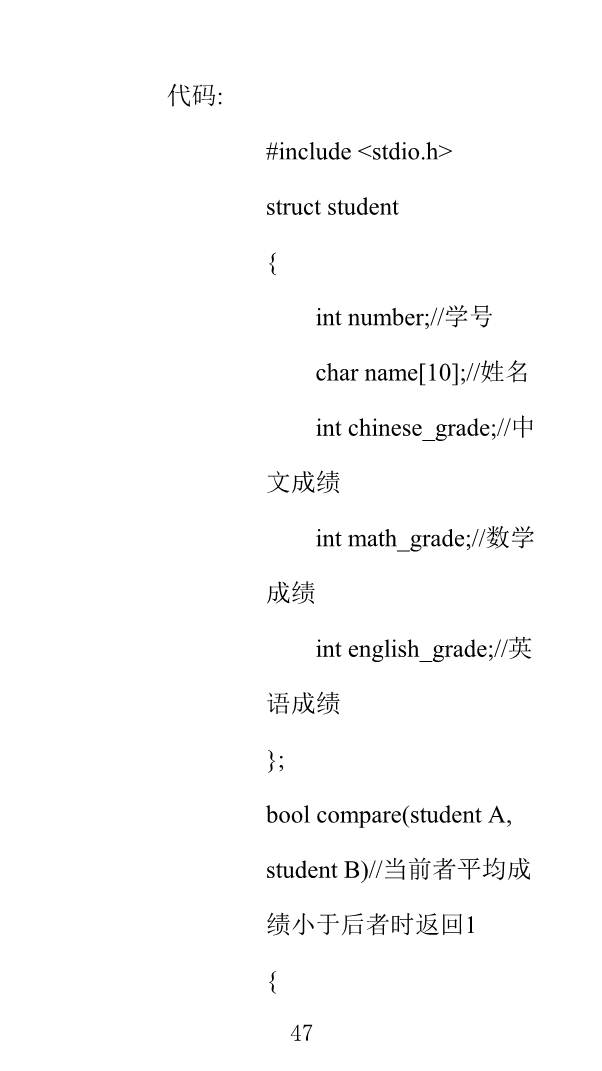 代码:
#include <stdio.h>
struct student
{
int number;//学号
char name[10];//姓名
int chinese_grade;//中
文成绩
int math_grade;//数学
成绩
int english_grade;//英
语成绩
};
bool compare(student A,
student B)//当前者平均成
绩小于后者时返回1
{
47